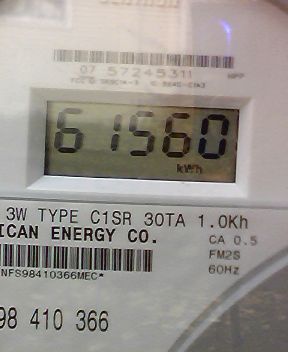 07 57245311
61560
kWh
3W TYPE C1SR 30TA 1.0Kh
ICAN ENERGY CO.
CA 0.5
FM2S
60Hz
NFS98410366MEC*
98 410 366